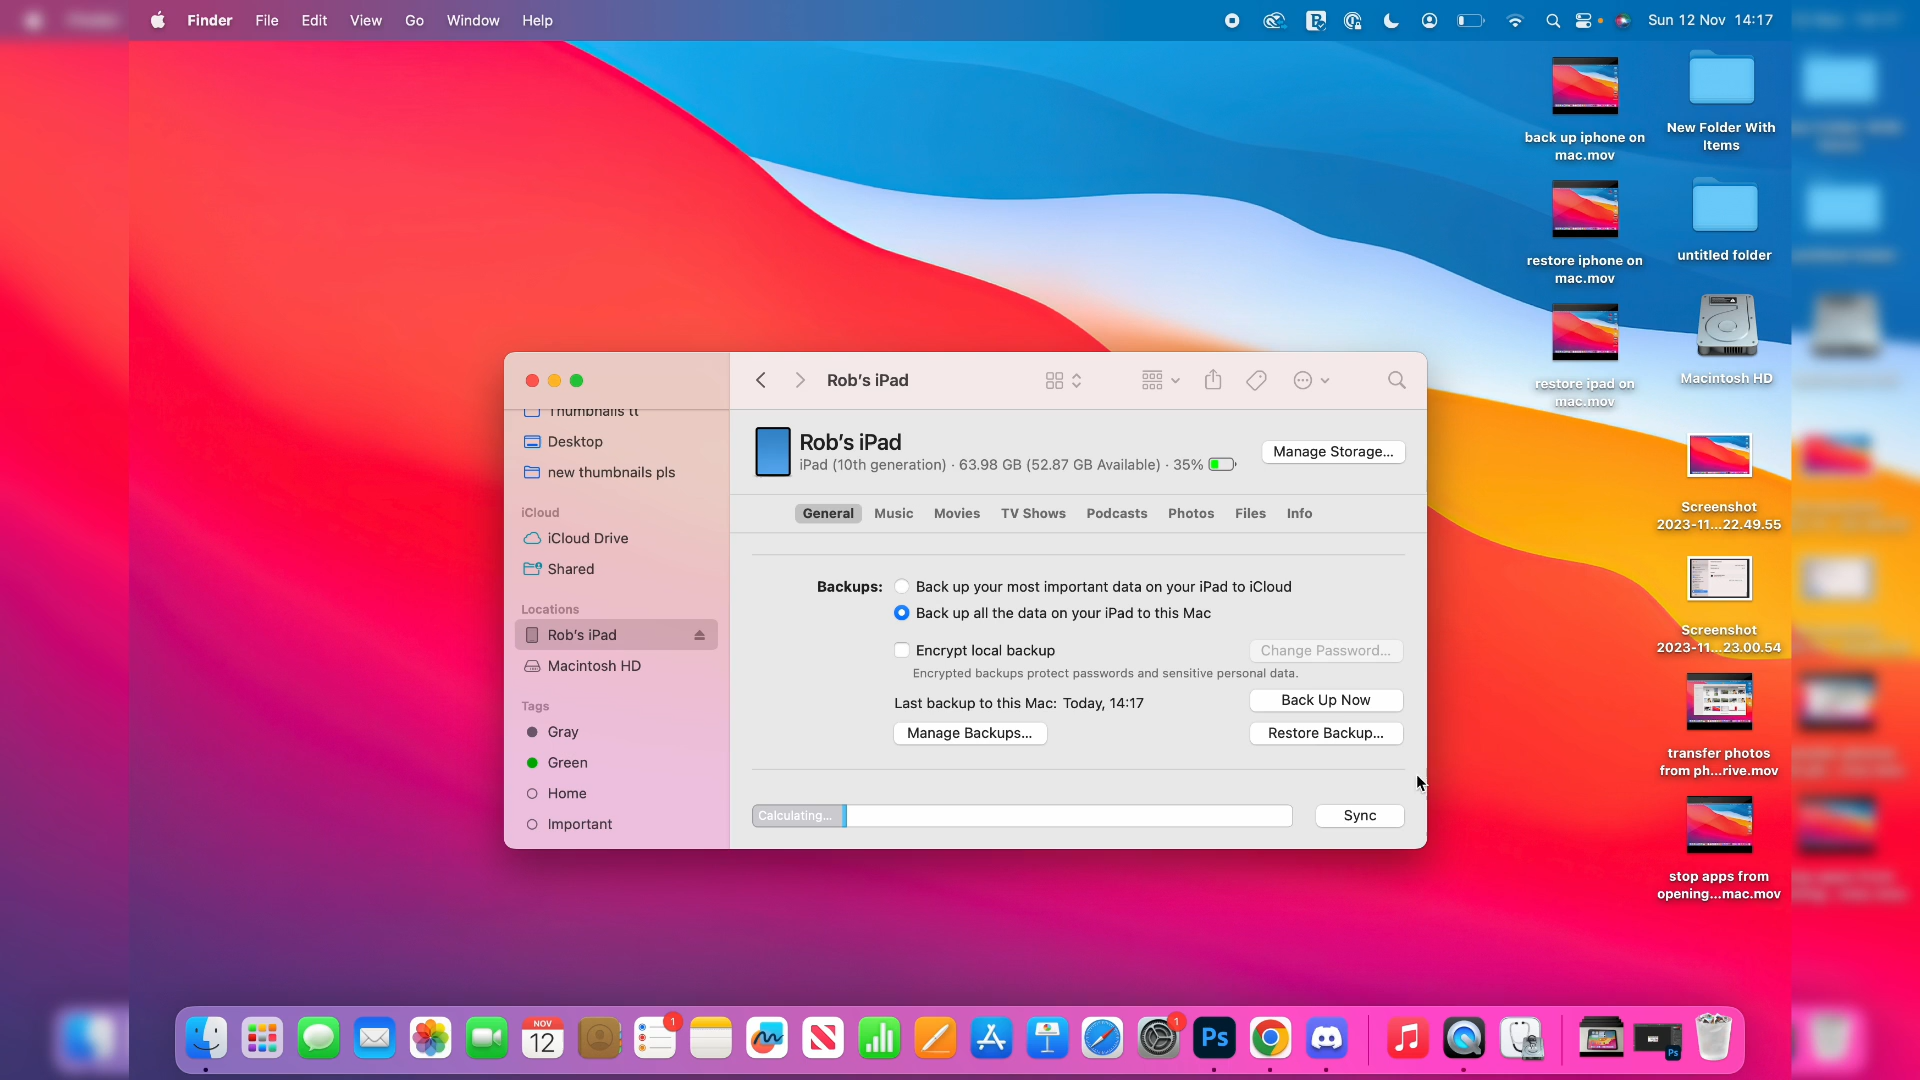 Finder File Edit View Go Window Help
Sun 12 Nov 14:17
back up iphone on
mac.mov
New Folder With
Items
restore iphone on
mac.mov
untitled folder
restore ipad on
mac.mov
Macintosh HD
Screenshot
2023-11...22.49.55
Screenshot
2023-11...23.00.54
transfer photos
from ph...rive.mov
stop apps from
opening...mac.mov
Rob's iPad
Thumbnails tt
Desktop
new thumbnails pls
iCloud
iCloud Drive
Shared
Locations
Rob's iPad
Macintosh HD
Tags
Gray
Green
Home
Important
Rob's iPad
iPad (10th generation) · 63.98 GB (52.87 GB Available) · 35%
Manage Storage...
General Music Movies TV Shows Podcasts Photos Files Info
Backups: Back up your most important data on your iPad to iCloud
Back up all the data on your iPad to this Mac
Encrypt local backup
Change Password...
Encrypted backups protect passwords and sensitive personal data.
Last backup to this Mac: Today, 14:17
Back Up Now
Manage Backups...
Restore Backup...
Calculating...
Sync
NOV
12
1
1
Ps
Ps